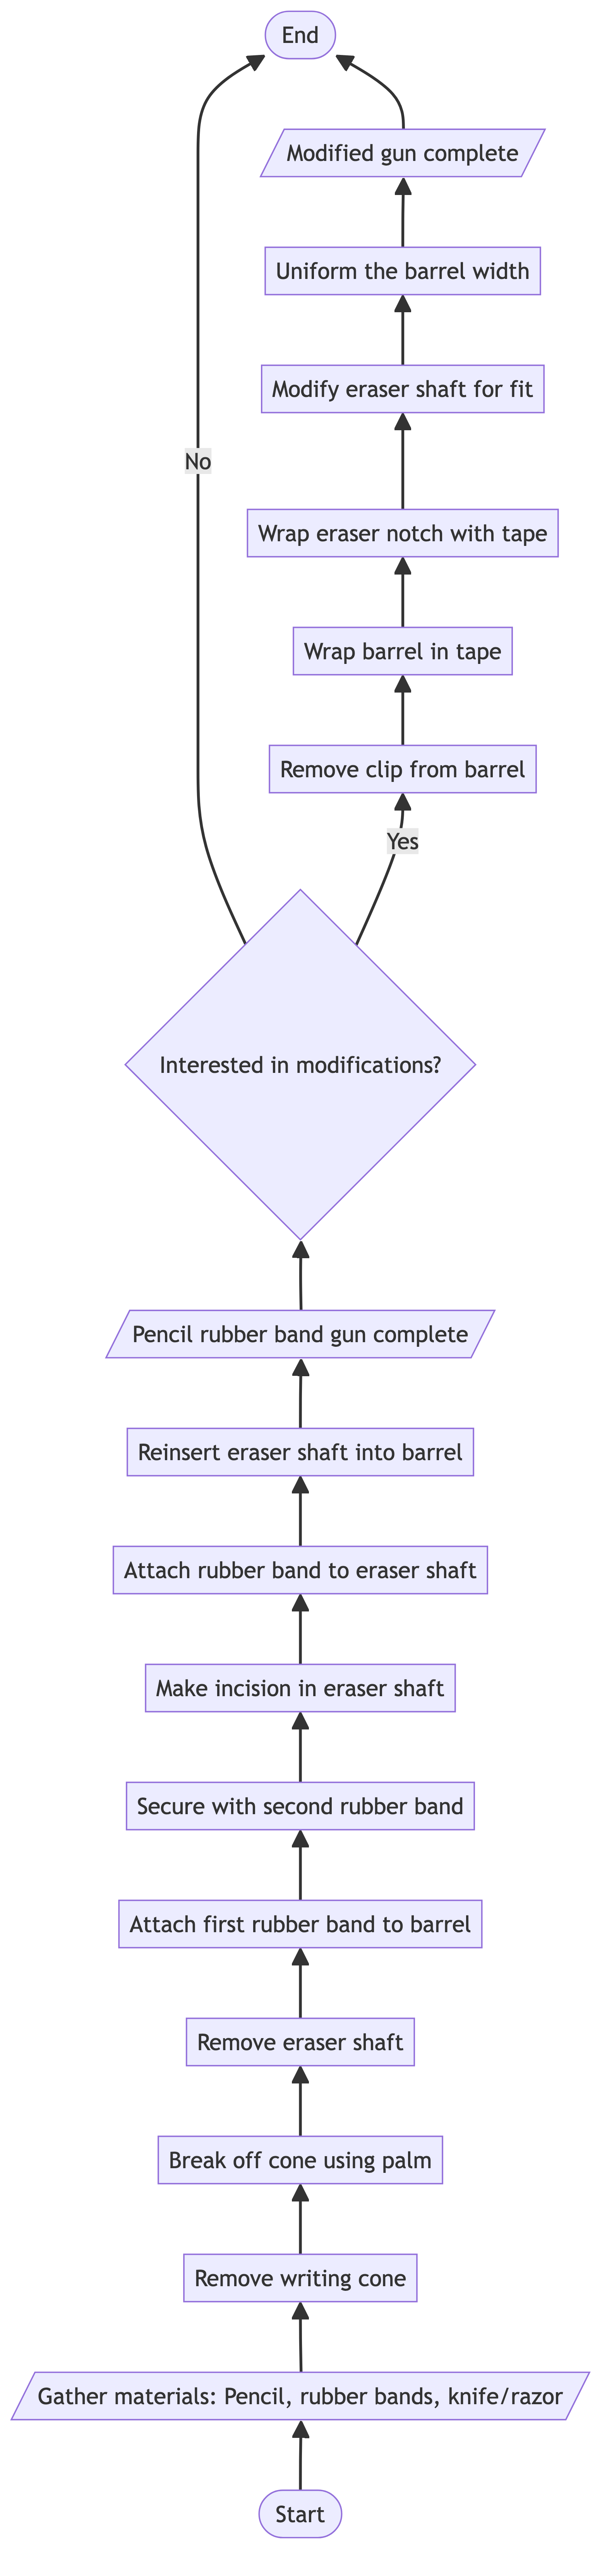 End
Modified gun complete
Uniform the barrel width
Modify eraser shaft for fit
No
Wrap eraser notch with tape
Wrap barrel in tape
Remove clip from barrel
Yes
Interested in modifications?
Pencil rubber band gun complete
Reinsert eraser shaft into barrel
Attach rubber band to eraser shaft
Make incision in eraser shaft
Secure with second rubber band
Attach first rubber band to barrel
Remove eraser shaft
Break off cone using palm
Remove writing cone
Gather materials: Pencil, rubber bands, knife/razor
Start